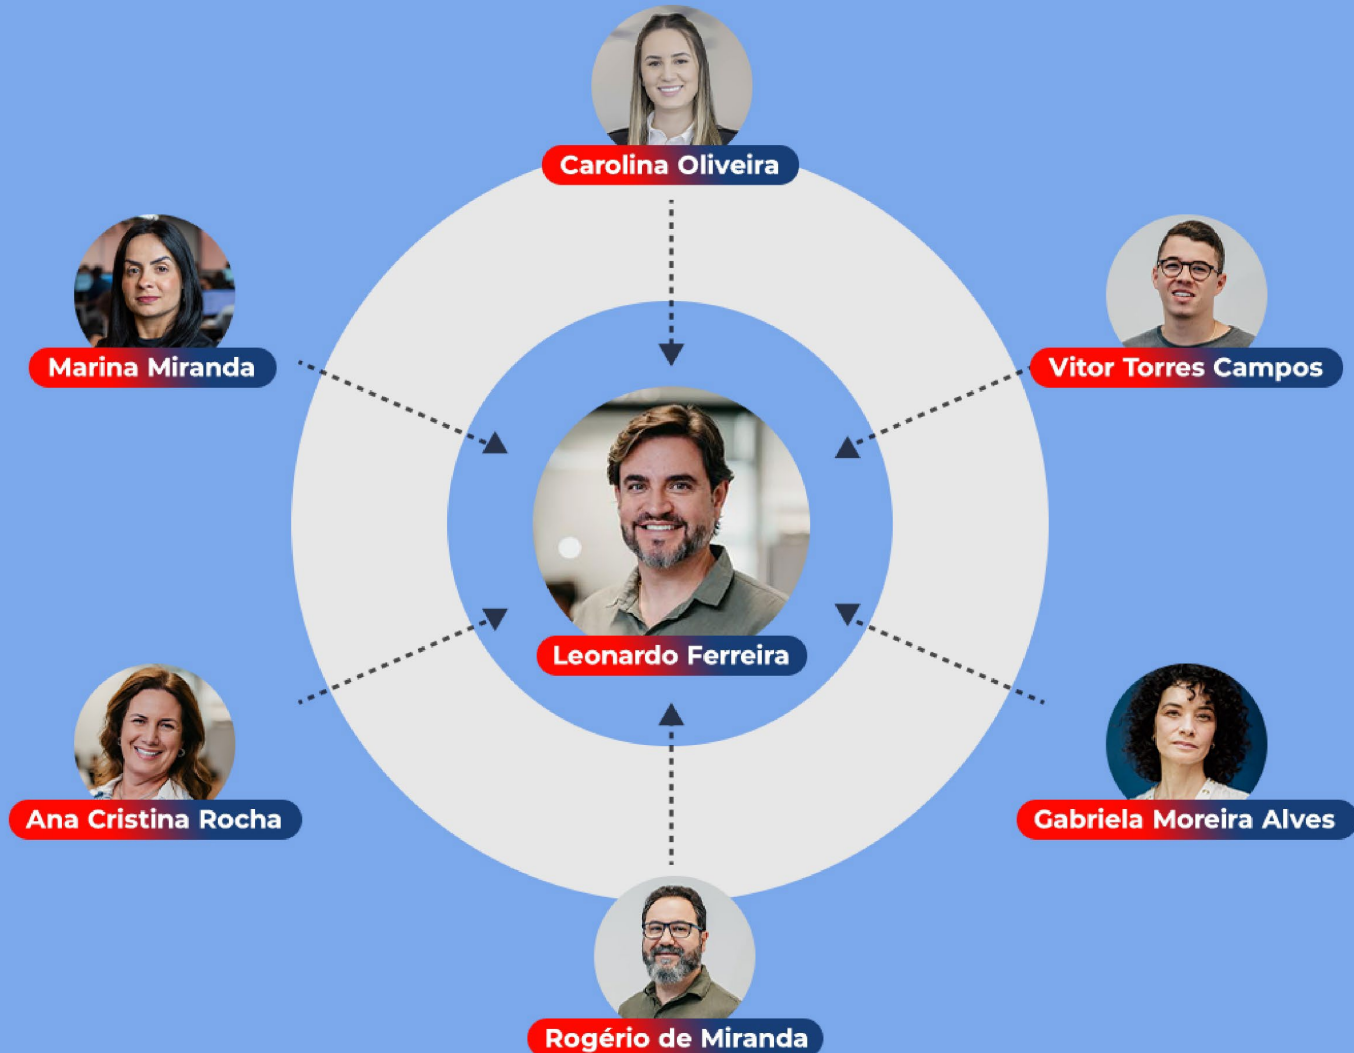 Carolina Oliveira
Marina Miranda
Vitor Torres Campos
Leonardo Ferreira
Ana Cristina Rocha
Gabriela Moreira Alves
Rogério de Miranda